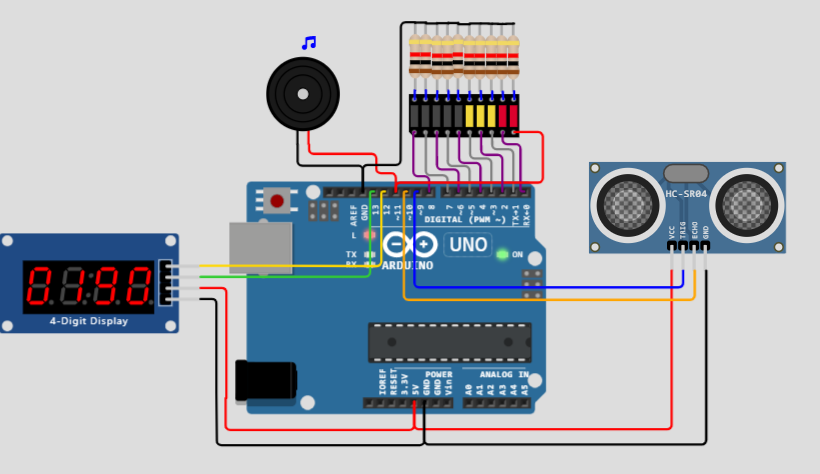 HC-SR04
VCC
TRIG
ECHO
GND
AREF
GND
13
12
~11
~10
~9
8
7
~6
~5
4
~3
2
TX→1
RX←0
DIGITAL (PWM ~)
L
TX
RX
UNO
ON
ARDUINO
0130
4-Digit Display
IOREF
RESET
3.3V
5V
GND
GND
Vin
POWER
ANALOG IN
A0
A1
A2
A3
A4
A5